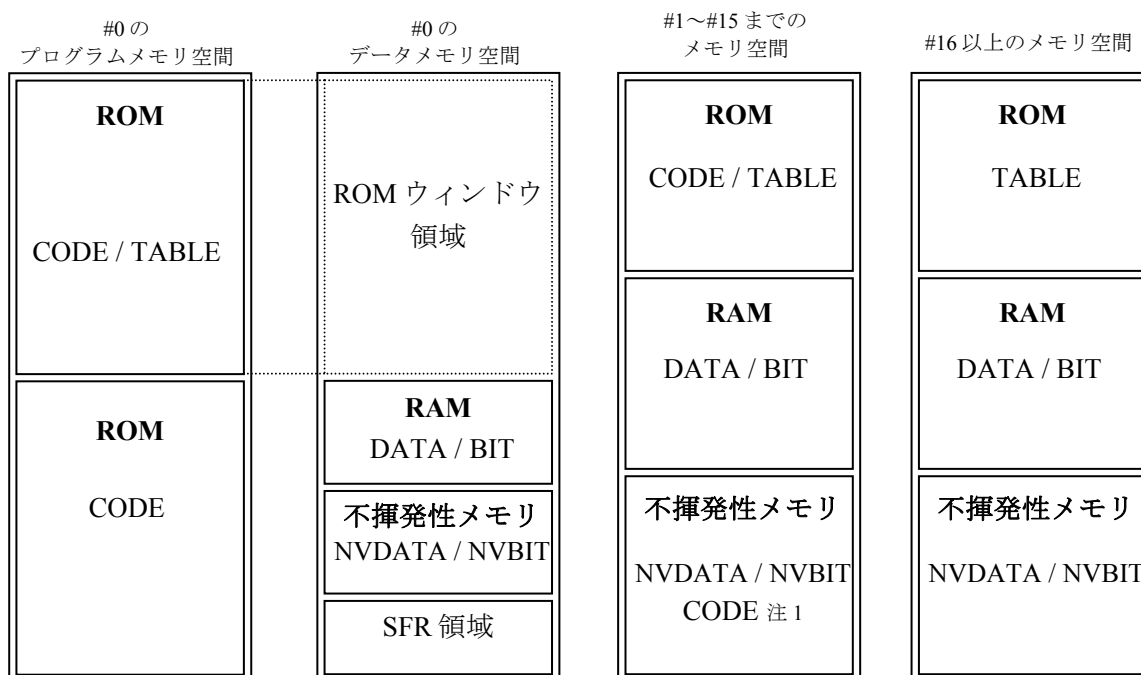 #0 の
プログラムメモリ空間
ROM
CODE / TABLE
ROM
CODE
#0 の
データメモリ空間
ROM ウィンドウ
領域
RAM
DATA / BIT
不揮発性メモリ
NVDATA / NVBIT
SFR 領域
#1～#15 までの
メモリ空間
ROM
CODE / TABLE
RAM
DATA / BIT
不揮発性メモリ
NVDATA / NVBIT
CODE 注 1
#16 以上のメモリ空間
ROM
TABLE
RAM
DATA / BIT
不揮発性メモリ
NVDATA / NVBIT